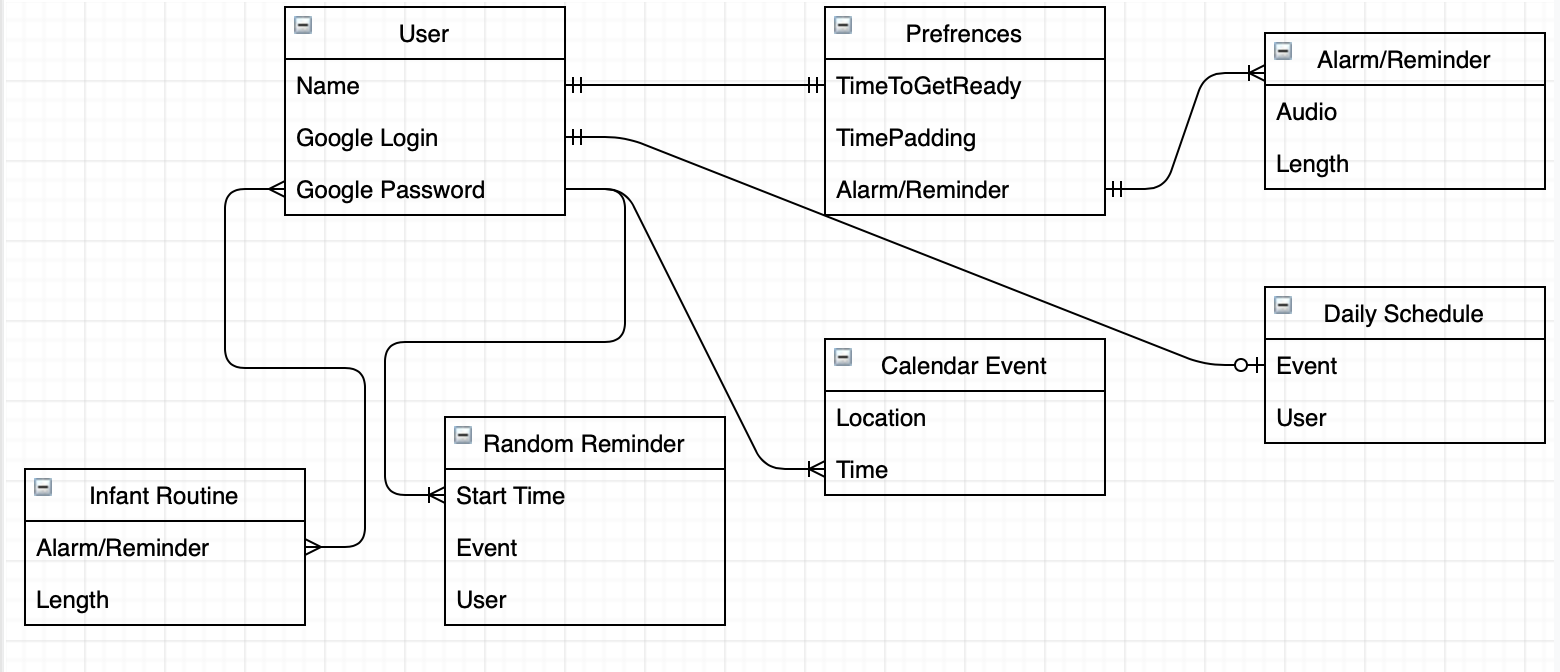 User
Name
Google Login
Google Password
Prefrences
TimeToGetReady
TimePadding
Alarm/Reminder
Alarm/Reminder
Audio
Length
Daily Schedule
Event
User
Calendar Event
Location
Time
Random Reminder
Start Time
Event
User
Infant Routine
Alarm/Reminder
Length